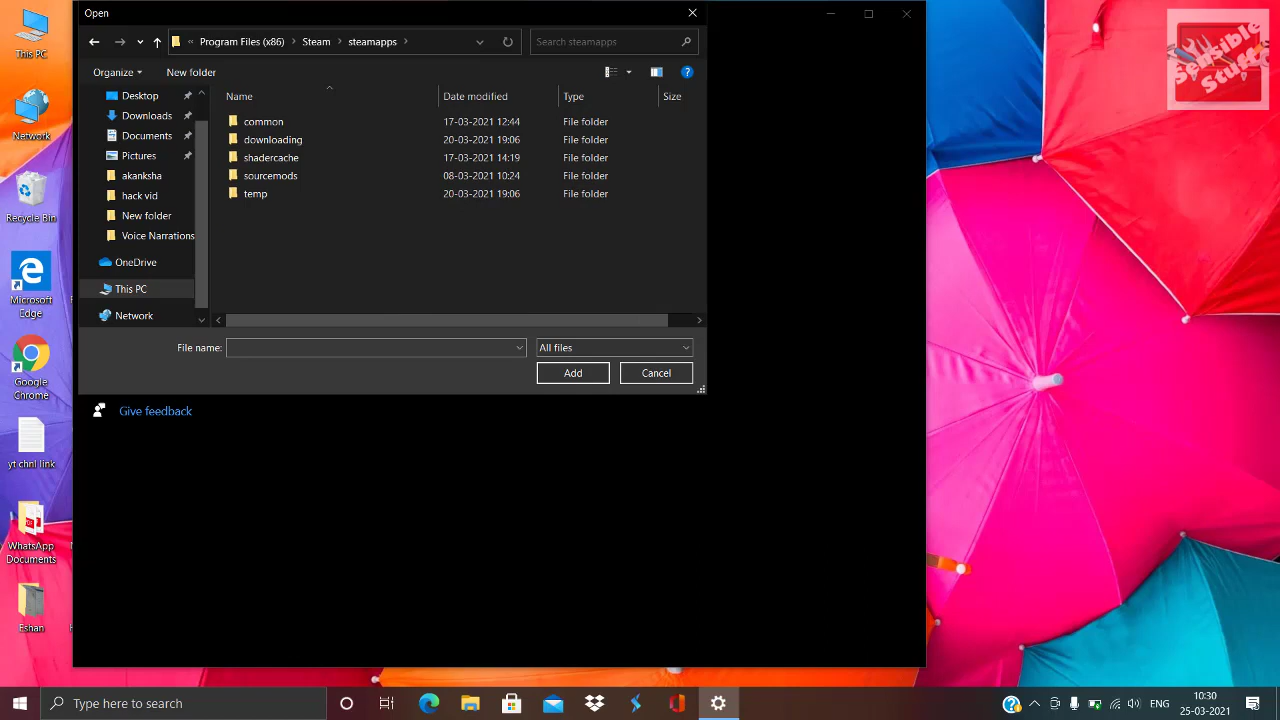 Open
« Program Files (x86) > Steam > steamapps >
Search steamapps
Organize
New folder
?
Desktop
Downloads
Documents
Pictures
akanksha
hack vid
New folder
Voice Narrations
OneDrive
This PC
Network
Name
Date modified
Type
Size
common 17-03-2021 12:44 File folder
downloading 20-03-2021 19:06 File folder
shadercache 17-03-2021 14:19 File folder
sourcemods 08-03-2021 10:24 File folder
temp 20-03-2021 19:06 File folder
File name:
All files
Add
Cancel
Give feedback
This PC
Network
Recycle Bin
Microsoft
Edge
Google
Chrome
yt chnl link
WhatsApp
Documents
Eshan
Sensible
Stuff
Type here to search
ENG
10:30
25-03-2021